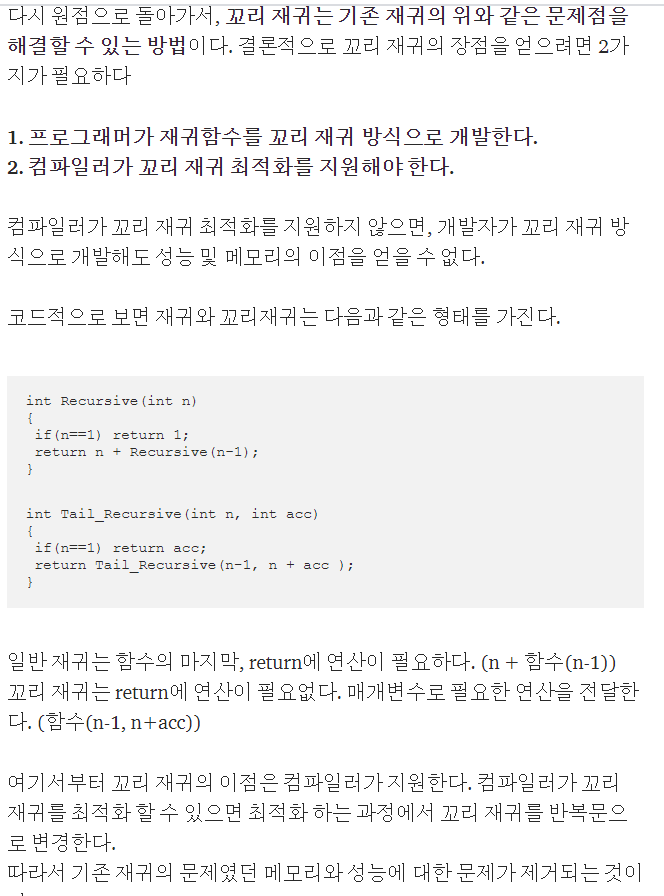 다시 원점으로 돌아가서, 꼬리 재귀는 기존 재귀의 위와 같은 문제점을
해결할 수 있는 방법이다. 결론적으로 꼬리 재귀의 장점을 얻으려면 2가
지가 필요하다
1. 프로그래머가 재귀함수를 꼬리 재귀 방식으로 개발한다.
2. 컴파일러가 꼬리 재귀 최적화를 지원해야 한다.
컴파일러가 꼬리 재귀 최적화를 지원하지 않으면, 개발자가 꼬리 재귀 방
식으로 개발해도 성능 및 메모리의 이점을 얻을 수 없다.
코드적으로 보면 재귀와 꼬리재귀는 다음과 같은 형태를 가진다.
int Recursive(int n)
{
if(n==1) return 1;
return n + Recursive(n-1);
}
int Tail_Recursive(int n, int acc)
{
if(n==1) return acc;
return Tail_Recursive(n-1, n + acc );
}
일반 재귀는 함수의 마지막, return에 연산이 필요하다. (n + 함수(n-1))
꼬리 재귀는 return에 연산이 필요없다. 매개변수로 필요한 연산을 전달한
다. (함수(n-1, n+acc))
여기서부터 꼬리 재귀의 이점은 컴파일러가 지원한다. 컴파일러가 꼬리
재귀를 최적화 할 수 있으면 최적화 하는 과정에서 꼬리 재귀를 반복문으
로 변경한다.
따라서 기존 재귀의 문제였던 메모리와 성능에 대한 문제가 제거되는 것이